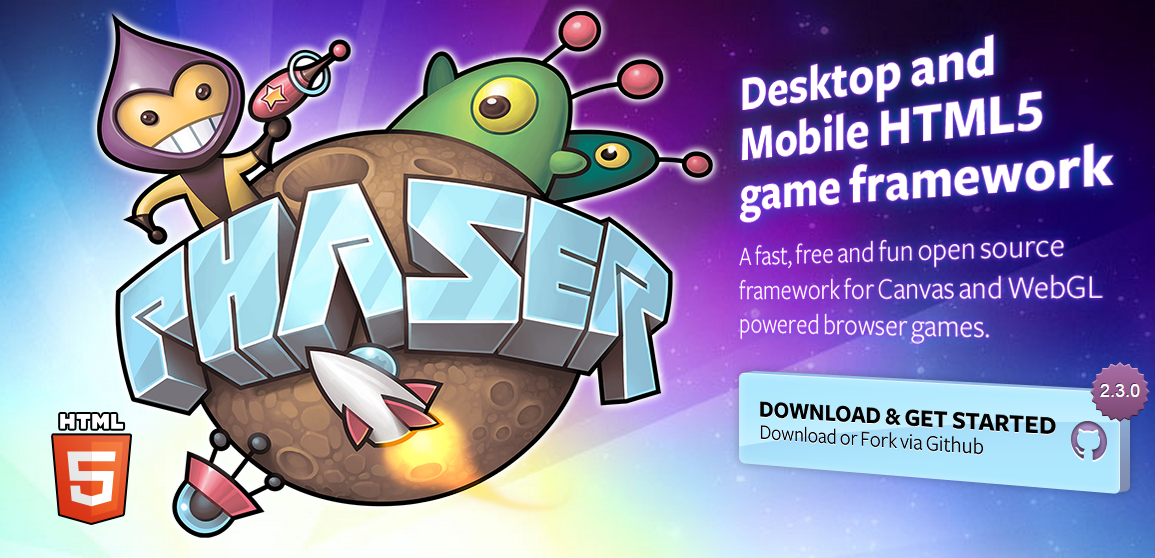 PHASER
Desktop and
Mobile HTML5
game framework
A fast, free and fun open source
framework for Canvas and WebGL
powered browser games.
2.3.0
DOWNLOAD & GET STARTED
Download or Fork via Github
HTML
5